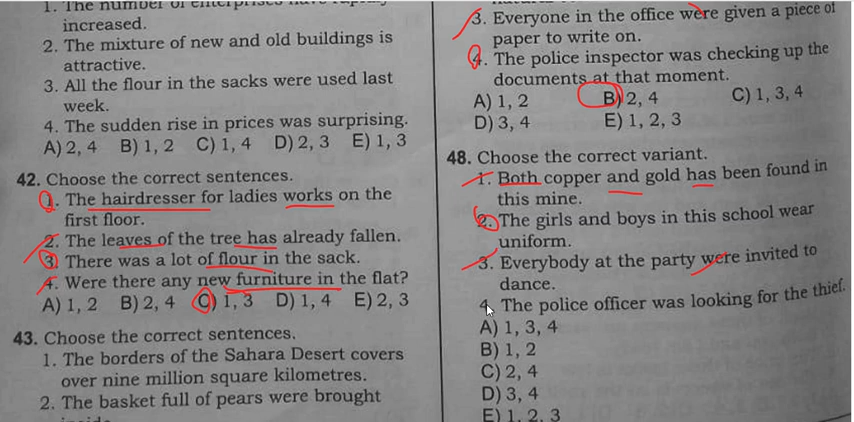 1. The number of enterprises have rapidly
increased.
2. The mixture of new and old buildings is
attractive.
3. All the flour in the sacks were used last
week.
4. The sudden rise in prices was surprising.
A) 2, 4 B) 1, 2 C) 1, 4 D) 2, 3 E) 1, 3
42. Choose the correct sentences.
1. The hairdresser for ladies works on the
first floor.
2. The leaves of the tree has already fallen.
3. There was a lot of flour in the sack.
4. Were there any new furniture in the flat?
A) 1, 2 B) 2, 4 C) 1, 3 D) 1, 4 E) 2, 3
43. Choose the correct sentences.
1. The borders of the Sahara Desert covers
over nine million square kilometres.
2. The basket full of pears were brought
3. Everyone in the office were given a piece of
paper to write on.
4. The police inspector was checking up the
documents at that moment.
A) 1, 2 B) 2, 4 C) 1, 3, 4
D) 3, 4 E) 1, 2, 3
48. Choose the correct variant.
1. Both copper and gold has been found in
this mine.
2. The girls and boys in this school wear
uniform.
3. Everybody at the party were invited to
dance.
4. The police officer was looking for the thief.
A) 1, 3, 4
B) 1, 2
C) 2, 4
D) 3, 4
E) 1, 2, 3